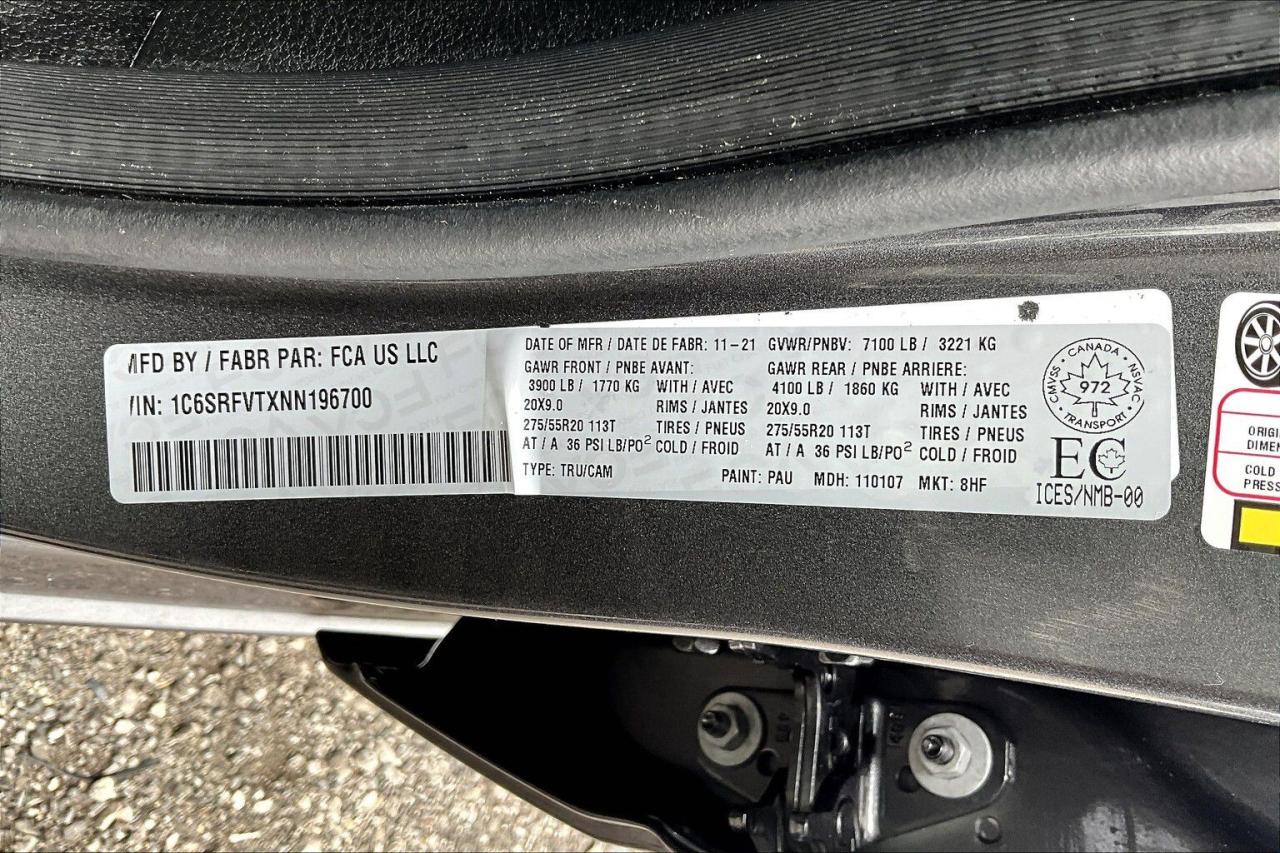 MFD BY / FABR PAR: FCA US LLC
VIN: 1C6SRFVTXNN196700
DATE OF MFR / DATE DE FABR: 11-21 GVWR/PNBV: 7100 LB / 3221 KG
GAWR FRONT / PNBE AVANT:
3900 LB / 1770 KG WITH / AVEC
20X9.0 RIMS / JANTES
275/55R20 113T TIRES / PNEUS
AT / A 36 PSI LB/PO² COLD / FROID
GAWR REAR / PNBE ARRIERE:
4100 LB / 1860 KG WITH / AVEC
20X9.0 RIMS / JANTES
275/55R20 113T TIRES / PNEUS
AT / A 36 PSI LB/PO² COLD / FROID
TYPE: TRU/CAM PAINT: PAU MDH: 110107 MKT: 8HF
CANADA
CMVSS 972 NSVAC
TRANSPORT
EC
ICES/NMB-00
ORIGI
DIMEN
COLD
PRESS